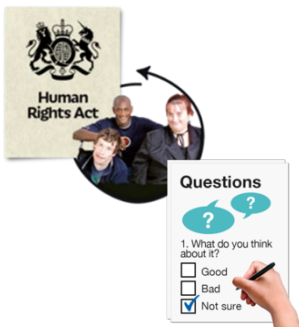 Human
Rights Act
Questions
? ?
1. What do you think
about it?
Good
Bad
Not sure